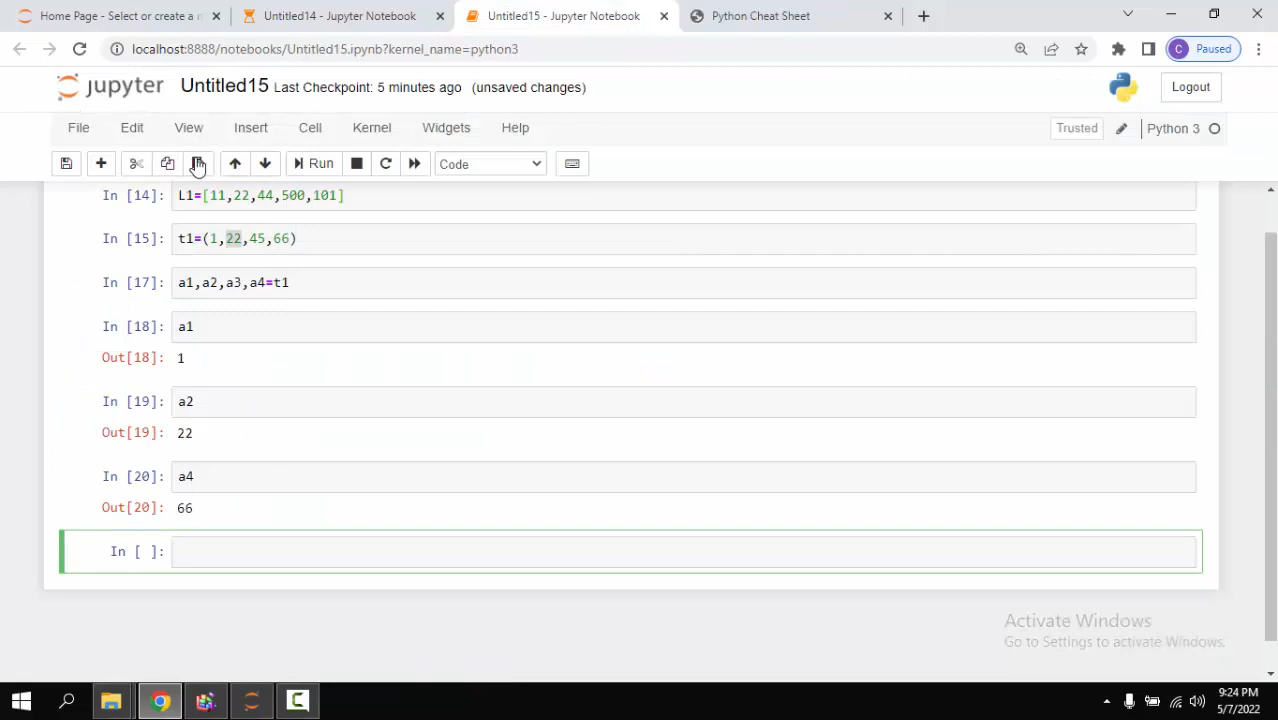 Home Page - Select or create a n
Untitled14 - Jupyter Notebook
Untitled15 - Jupyter Notebook
Python Cheat Sheet
localhost:8888/notebooks/Untitled15.ipynb?kernel_name=python3
C
Paused
jupyter
Untitled15 Last Checkpoint: 5 minutes ago (unsaved changes)
Logout
File Edit View Insert Cell Kernel Widgets Help
Trusted
Python 3
Run
Code
In [14]: L1=[11,22,44,500,101]
In [15]: t1=(1,22,45,66)
In [17]: a1,a2,a3,a4=t1
In [18]: a1
Out[18]: 1
In [19]: a2
Out[19]: 22
In [20]: a4
Out[20]: 66
In [ ]:
Activate Windows
Go to Settings to activate Windows.
9:24 PM
5/7/2022